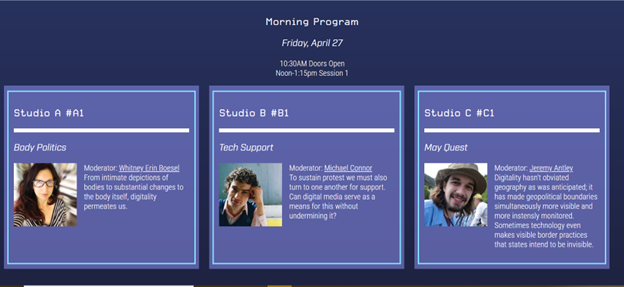 Morning Program
Friday, April 27
10:30AM Doors Open
Noon-1:15pm Session 1
Studio A #A1
Body Politics
Moderator: Whitney Erin Boesel
From intimate depictions of
bodies to substantial changes to
the body itself, digitality
permeates us.
Studio B #B1
Tech Support
Moderator: Michael Connor
To sustain protest we must also
turn to one another for support.
Can digital media serve as a
means for this without
undermining it?
Studio C #C1
May Quest
Moderator: Jeremy Antley
Digitality hasn't obviated
geography as was anticipated; it
has made geopolitical boundaries
simultaneously more visible and
more instensly monitored.
Sometimes technology even
makes visible border practices
that states intend to be invisible.